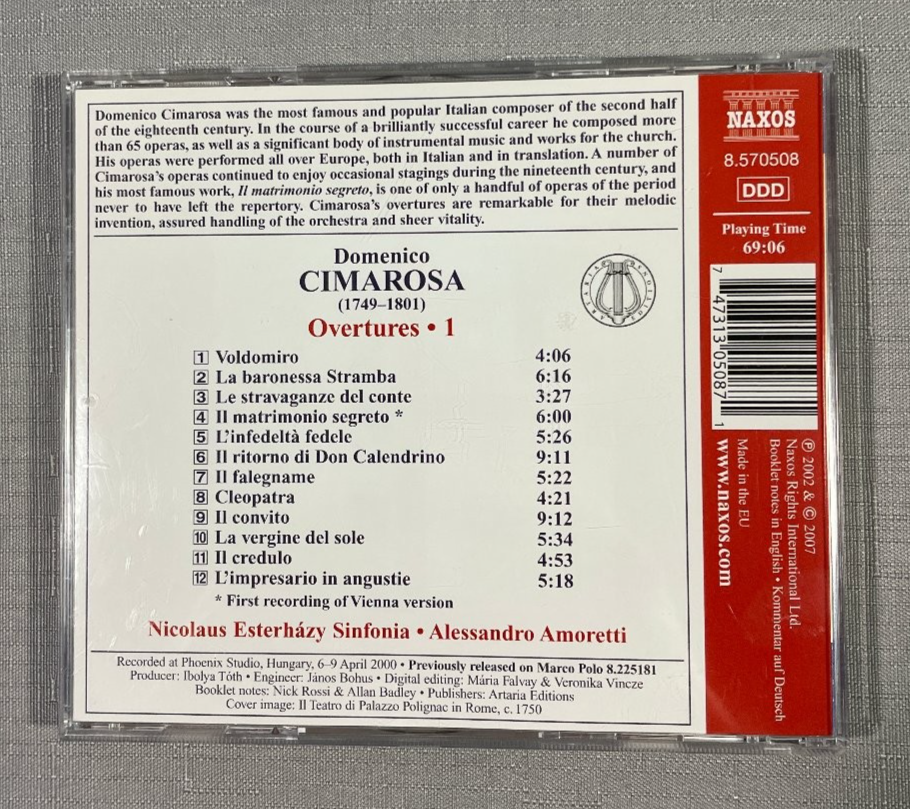 Domenico Cimarosa was the most famous and popular Italian composer of the second half
of the eighteenth century. In the course of a brilliantly successful career he composed more
than 65 operas, as well as a significant body of instrumental music and works for the church.
His operas were performed all over Europe, both in Italian and in translation. A number of
Cimarosa's operas continued to enjoy occasional stagings during the nineteenth century, and
his most famous work, Il matrimonio segreto, is one of only a handful of operas of the period
never to have left the repertory. Cimarosa's overtures are remarkable for their melodic
invention, assured handling of the orchestra and sheer vitality.
Domenico
CIMAROSA
(1749–1801)
Overtures • 1
1 Voldomiro 4:06
2 La baronessa Stramba 6:16
3 Le stravaganze del conte 3:27
4 Il matrimonio segreto * 6:00
5 L'infedeltà fedele 5:26
6 Il ritorno di Don Calendrino 9:11
7 Il falegname 5:22
8 Cleopatra 4:21
9 Il convito 9:12
10 La vergine del sole 5:34
11 Il credulo 4:53
12 L'impresario in angustie 5:18
* First recording of Vienna version
Nicolaus Esterházy Sinfonia • Alessandro Amoretti
Recorded at Phoenix Studio, Hungary, 6–9 April 2000 • Previously released on Marco Polo 8.225181
Producer: Ibolya Tóth • Engineer: János Bohus • Digital editing: Mária Falvay & Veronika Vincze
Booklet notes: Nick Rossi & Allan Badley • Publishers: Artaria Editions
Cover image: Il Teatro di Palazzo Polignac in Rome, c. 1750
NAXOS
8.570508
DDD
Playing Time
69:06
7 47313 05087 1
℗ 2002 & © 2007
Naxos Rights International Ltd.
Booklet notes in English • Kommentar auf Deutsch
Made in the EU
www.naxos.com